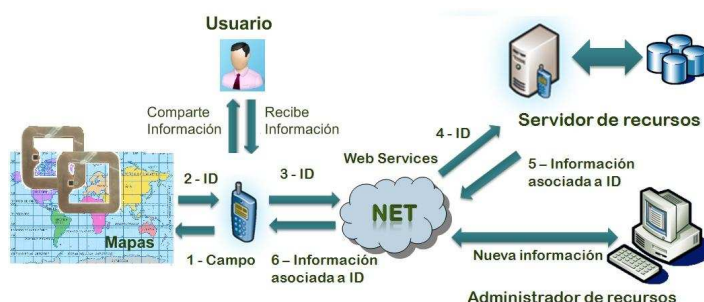 Usuario
Comparte
Información
Recibe
Información
Servidor de recursos
4 - ID
Web Services
5 – Información
asociada a ID
2 - ID
3 - ID
NET
Mapas
1 - Campo
6 – Información
asociada a ID
Nueva información
Administrador de recursos